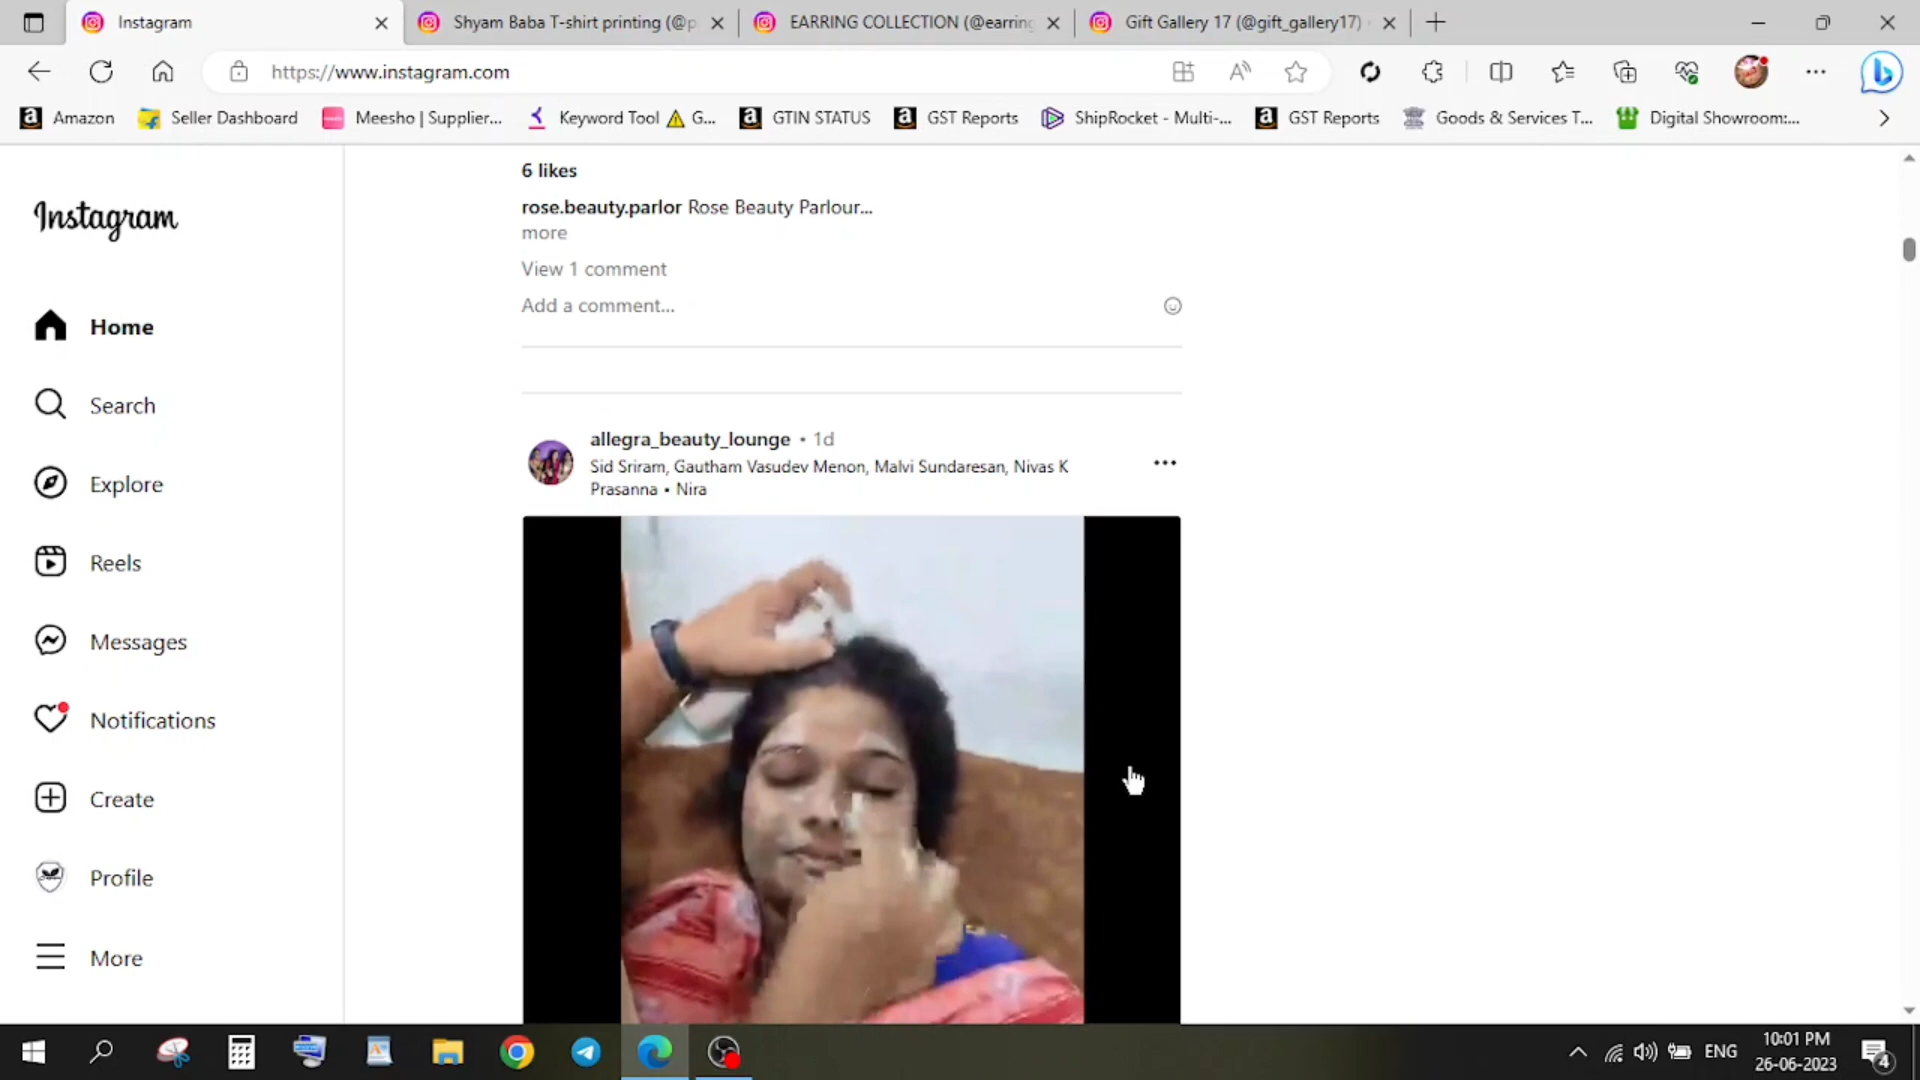 Instagram
Shyam Baba T-shirt printing (@p
EARRING COLLECTION (@earring
Gift Gallery 17 (@gift_gallery17)
https://www.instagram.com
Amazon
Seller Dashboard
Meesho | Supplier...
Keyword Tool ⚠ G...
GTIN STATUS
GST Reports
ShipRocket - Multi-...
GST Reports
Goods & Services T...
Digital Showroom:...
Instagram
Home
Search
Explore
Reels
Messages
Notifications
Create
Profile
More
6 likes
rose.beauty.parlor Rose Beauty Parlour...
more
View 1 comment
Add a comment...
allegra_beauty_lounge • 1d
Sid Sriram, Gautham Vasudev Menon, Malvi Sundaresan, Nivas K
Prasanna • Nira
ENG
10:01 PM
26-06-2023
4